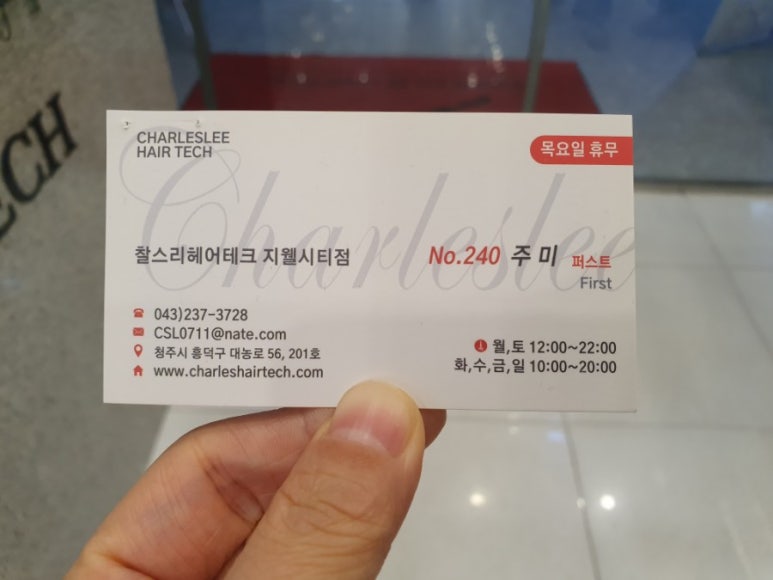 CHARLESLEE
HAIR TECH
목요일 휴무
Charleslee
찰스리헤어테크 지웰시티점
No.240 주 미 퍼스트
First
043)237-3728
CSL0711@nate.com
청주시 흥덕구 대농로 56, 201호
www.charleshairtech.com
월,토 12:00~22:00
화,수,금,일 10:00~20:00
ECH